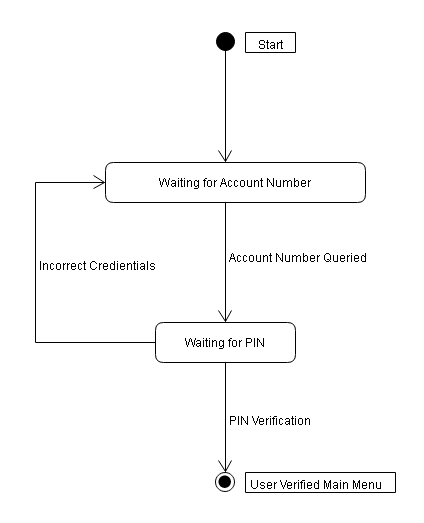 Start
Waiting for Account Number
Incorrect Credientials
Account Number Queried
Waiting for PIN
PIN Verification
User Verified Main Menu